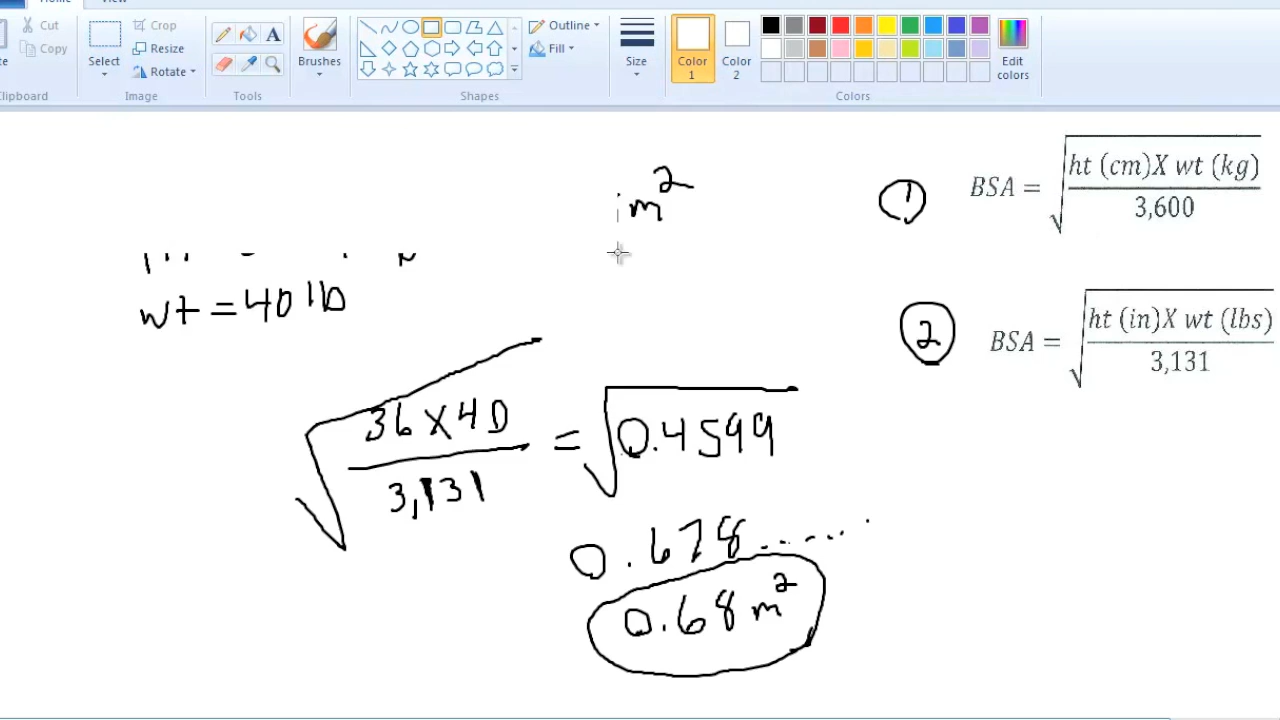 Home View
Cut
Copy
Crop
Resize
Rotate
Select
Brushes
Outline
Fill
Size
Color 1
Color 2
Edit colors
Clipboard
Image
Tools
Shapes
Colors
m²
① BSA = √(ht (cm)X wt (kg) / 3,600)
wt = 40 lb
② BSA = √(ht (in)X wt (lbs) / 3,131)
√(36 X 40 / 3,131) = √0.4599
0.678......
0.68 m²